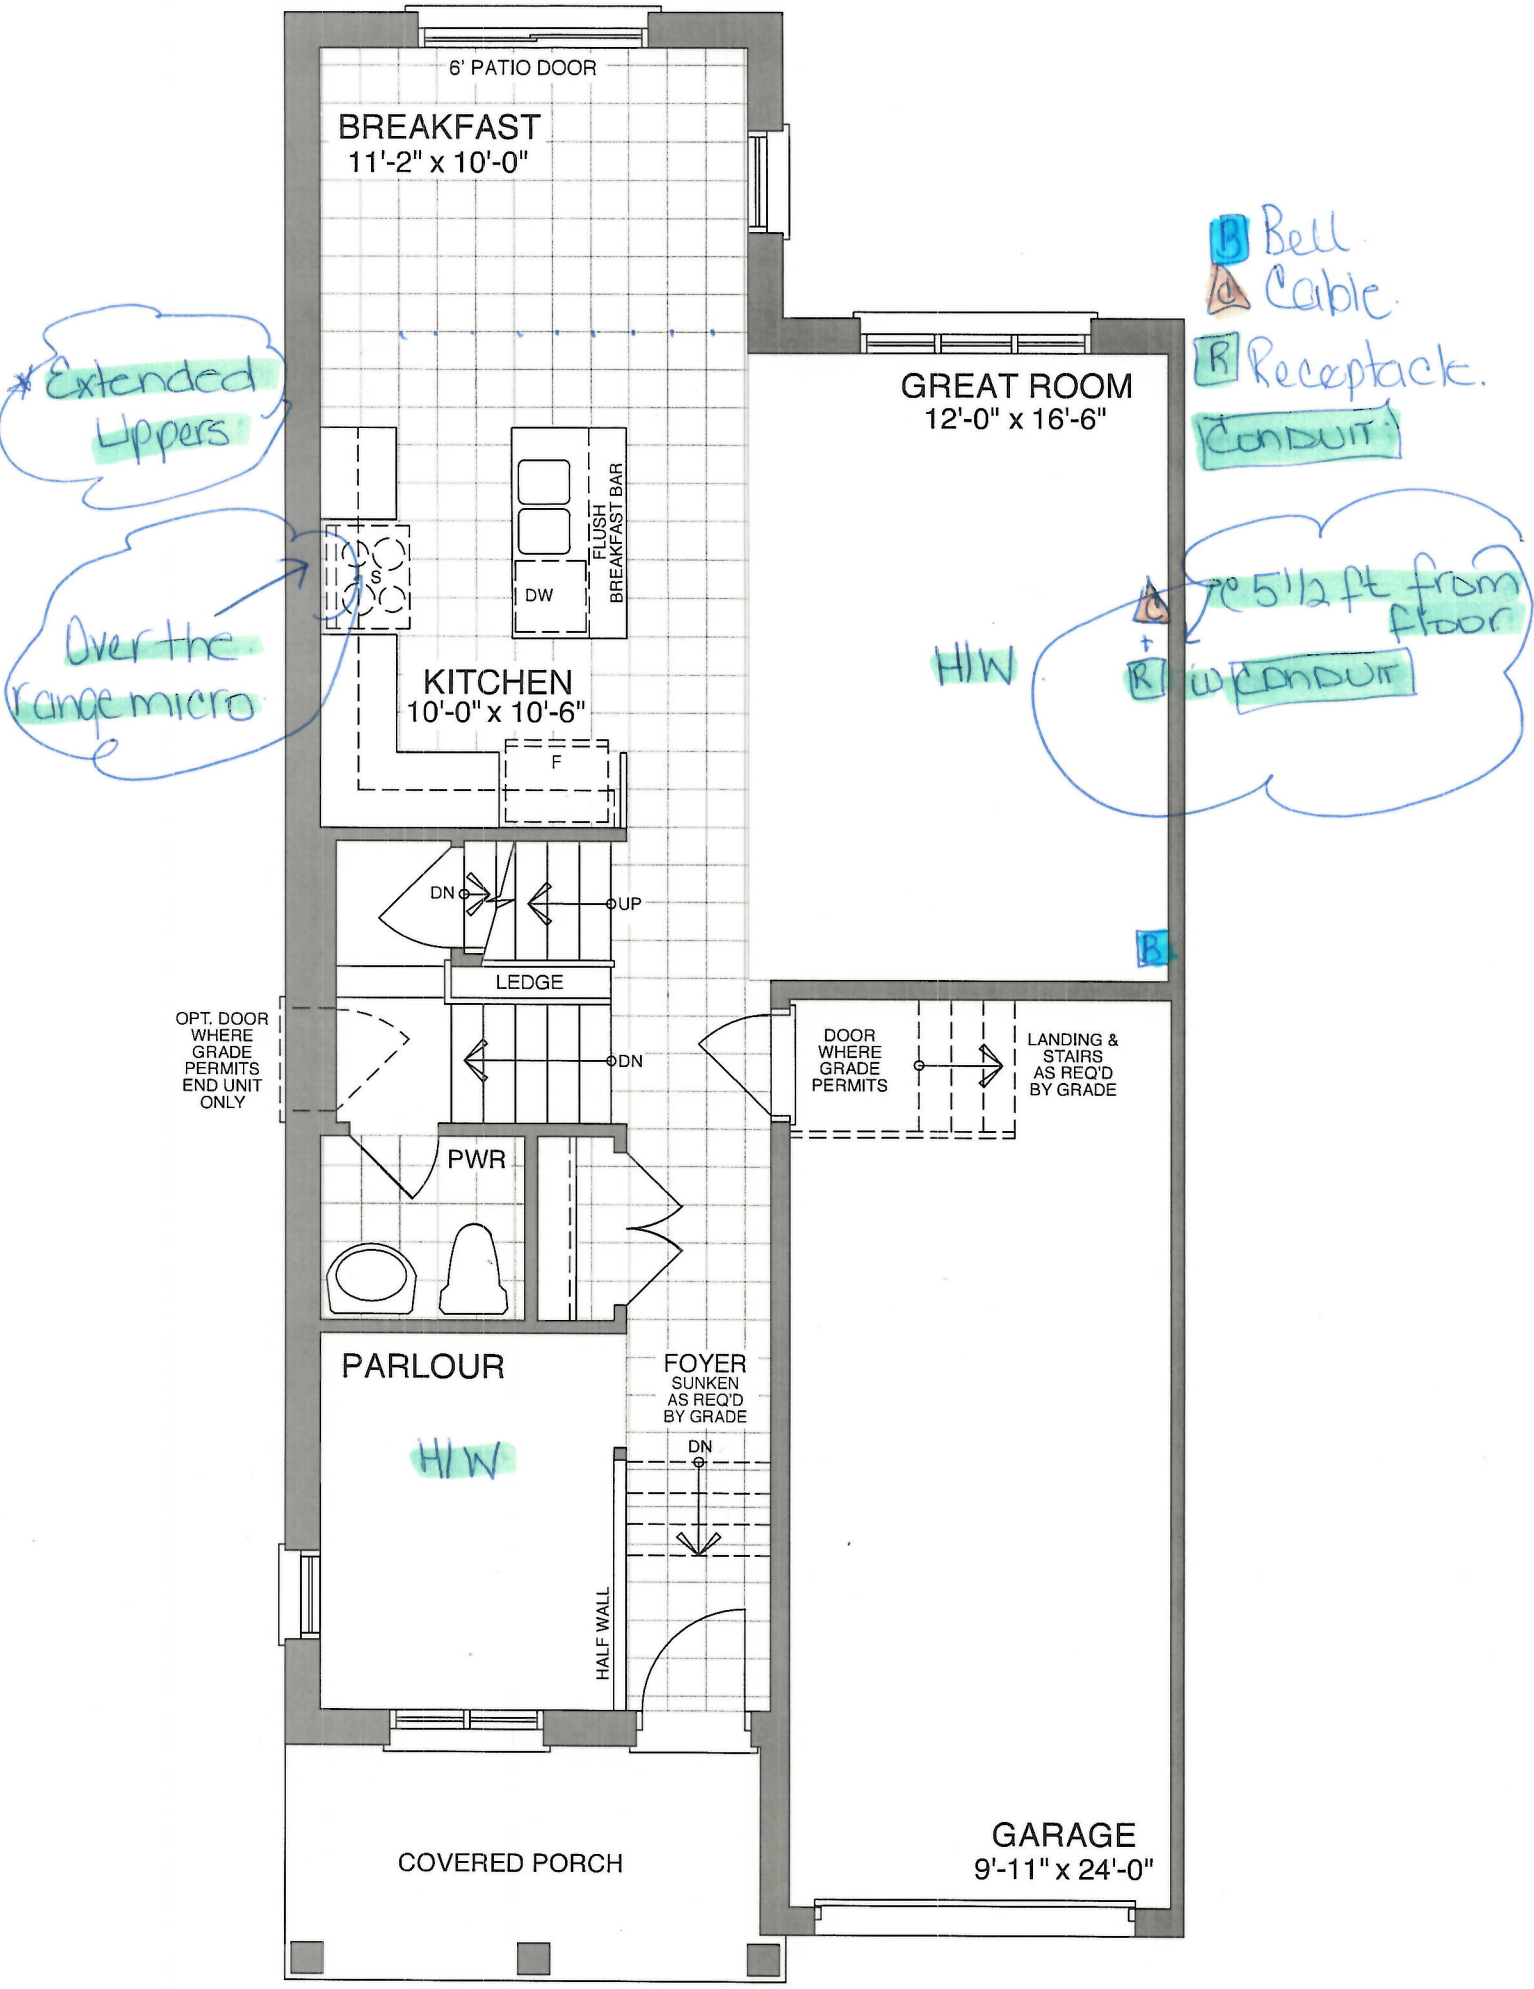 6' PATIO DOOR
BREAKFAST
11'-2" x 10'-0"
B Bell
C Cable.
R Receptacle.
CONDUIT
* Extended
Uppers
GREAT ROOM
12'-0" x 16'-6"
FLUSH
BREAKFAST BAR
S
DW
Over the
range micro
C
@ 5 1/2 ft from
floor
+
R w CONDUIT
H/W
KITCHEN
10'-0" x 10'-6"
F
DN
UP
B
LEDGE
OPT. DOOR
WHERE
GRADE
PERMITS
END UNIT
ONLY
DN
DOOR
WHERE
GRADE
PERMITS
LANDING &
STAIRS
AS REQ'D
BY GRADE
PWR
PARLOUR
H/W
FOYER
SUNKEN
AS REQ'D
BY GRADE
DN
HALF WALL
COVERED PORCH
GARAGE
9'-11" x 24'-0"